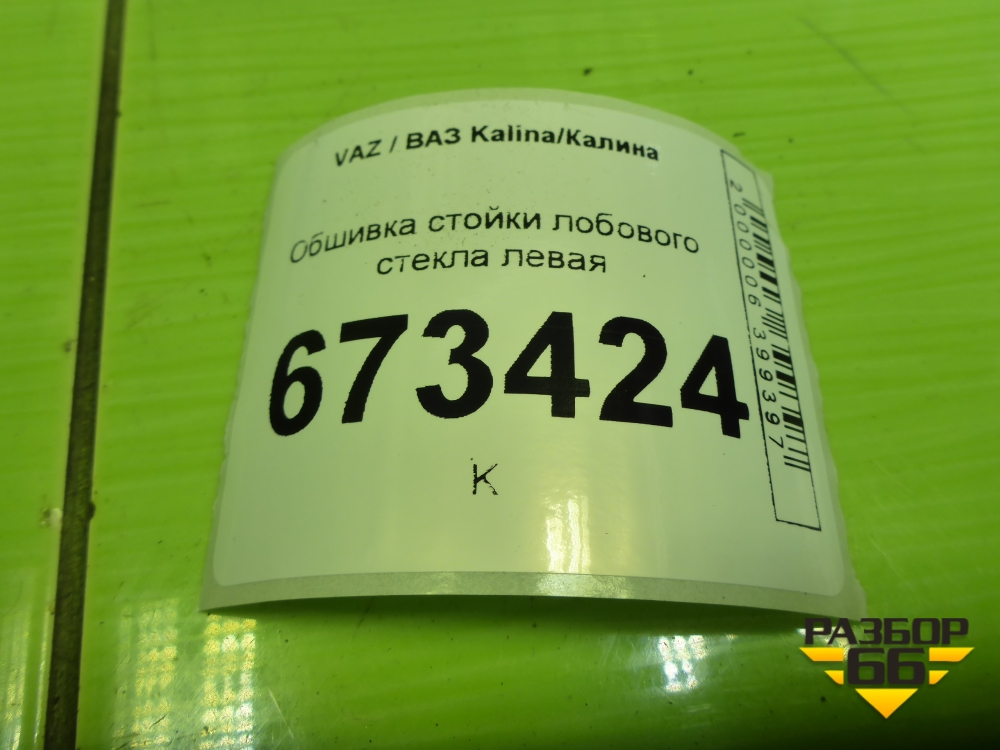 VAZ / ВАЗ Kalina/Калина
Обшивка стойки лобового
стекла левая
673424
K
2000006399397
РАЗБОР
66